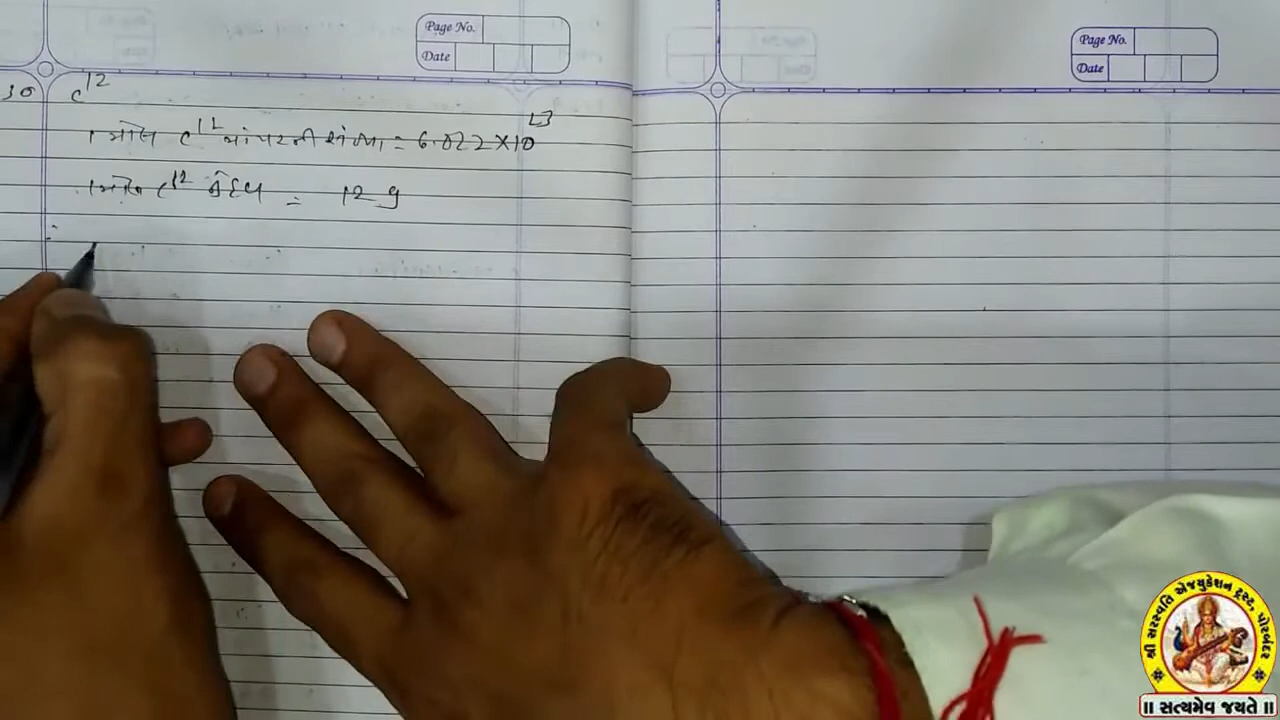 Page No.
Date
Page No.
Date
30 C¹²
1 મોલ C¹² માં પરમાણુની સંખ્યા = 6.022 × 10²³
1 મોલ C¹² નું દળ = 12 g
∴
શ્રી સરસ્વતિ એજ્યુકેશન ટ્રસ્ટ, પોરબંદર
|| સત્યમેવ જયતે ||